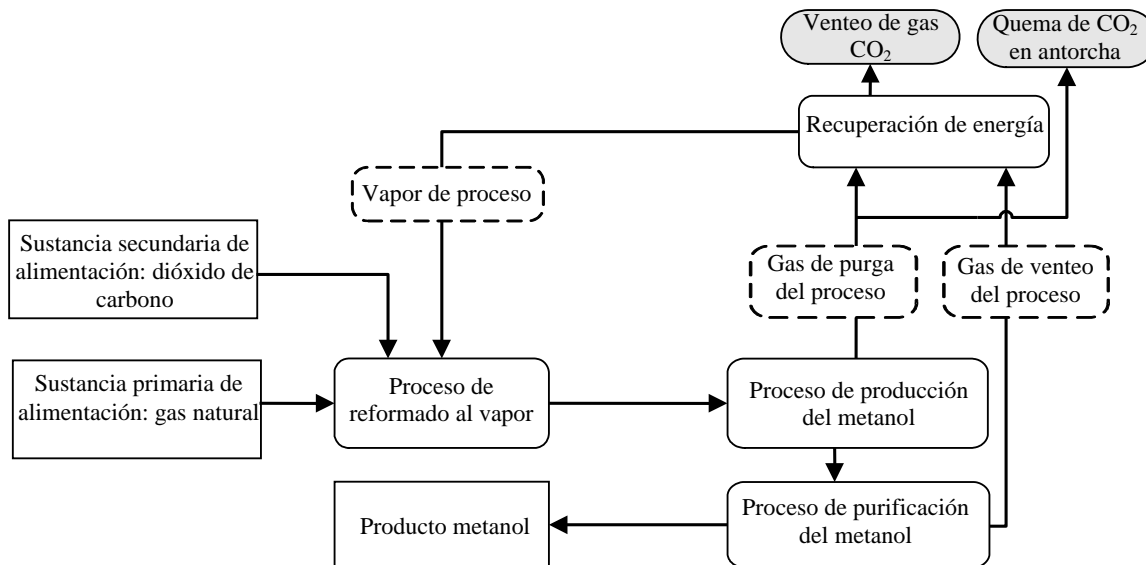 Venteo de gas
CO₂
Quema de CO₂
en antorcha
Recuperación de energía
Vapor de proceso
Sustancia secundaria de
alimentación: dióxido de
carbono
Gas de purga
del proceso
Gas de venteo
del proceso
Sustancia primaria de
alimentación: gas natural
Proceso de
reformado al vapor
Proceso de producción
del metanol
Producto metanol
Proceso de purificación
del metanol